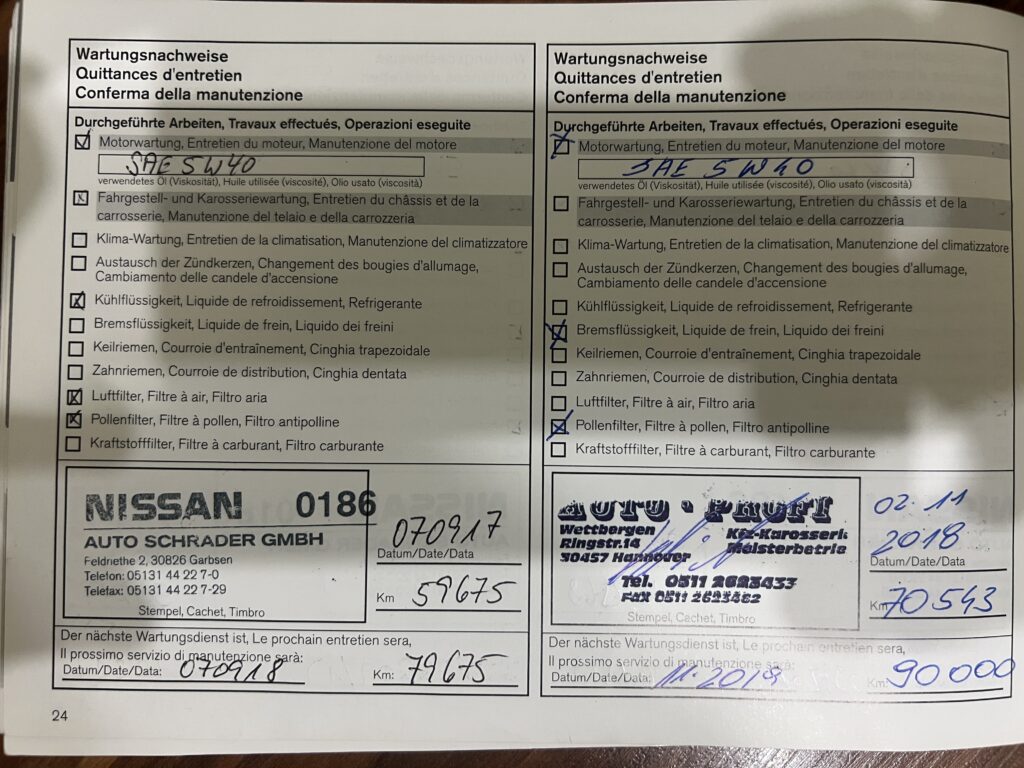 Wartungsnachweise
Quittances d'entretien
Conferma della manutenzione
Durchgeführte Arbeiten, Travaux effectués, Operazioni eseguite
Motorwartung, Entretien du moteur, Manutenzione del motore
SAE 5W40
verwendetes Öl (Viskosität), Huile utilisée (viscosité), Olio usato (viscosità)
Fahrgestell- und Karosseriewartung, Entretien du châssis et de la
carrosserie, Manutenzione del telaio e della carrozzeria
Klima-Wartung, Entretien de la climatisation, Manutenzione del climatizzatore
Austausch der Zündkerzen, Changement des bougies d'allumage,
Cambiamento delle candele d'accensione
Kühlflüssigkeit, Liquide de refroidissement, Refrigerante
Bremsflüssigkeit, Liquide de frein, Liquido dei freini
Keilriemen, Courroie d'entraînement, Cinghia trapezoidale
Zahnriemen, Courroie de distribution, Cinghia dentata
Luftfilter, Filtre à air, Filtro aria
Pollenfilter, Filtre à pollen, Filtro antipolline
Kraftstofffilter, Filtre à carburant, Filtro carburante
NISSAN 0186
AUTO SCHRADER GMBH
Feldriethe 2, 30826 Garbsen
Telefon: 05131 44 22 7-0
Telefax: 05131 44 22 7-29
Stempel, Cachet, Timbro
070917
Datum/Date/Data
Km 59675
Der nächste Wartungsdienst ist, Le prochain entretien sera,
Il prossimo servizio di manutenzione sarà:
Datum/Date/Data: 070918 Km: 79675
24
Wartungsnachweise
Quittances d'entretien
Conferma della manutenzione
Durchgeführte Arbeiten, Travaux effectués, Operazioni eseguite
Motorwartung, Entretien du moteur, Manutenzione del motore
SAE 5W40
verwendetes Öl (Viskosität), Huile utilisée (viscosité), Olio usato (viscosità)
Fahrgestell- und Karosseriewartung, Entretien du châssis et de la
carrosserie, Manutenzione del telaio e della carrozzeria
Klima-Wartung, Entretien de la climatisation, Manutenzione del climatizzatore
Austausch der Zündkerzen, Changement des bougies d'allumage,
Cambiamento delle candele d'accensione
Kühlflüssigkeit, Liquide de refroidissement, Refrigerante
Bremsflüssigkeit, Liquide de frein, Liquido dei freini
Keilriemen, Courroie d'entraînement, Cinghia trapezoidale
Zahnriemen, Courroie de distribution, Cinghia dentata
Luftfilter, Filtre à air, Filtro aria
Pollenfilter, Filtre à pollen, Filtro antipolline
Kraftstofffilter, Filtre à carburant, Filtro carburante
AUTO · PROFI
Wettbergen Kfz-Karosserie
Ringstr.14 Meisterbetrie
30457 Hannover
Tel. 0511 2623433
FAX 0511 2623462
Stempel, Cachet, Timbro
02.11
2018
Datum/Date/Data
Km 70543
Der nächste Wartungsdienst ist, Le prochain entretien sera,
Il prossimo servizio di manutenzione sarà:
Datum/Date/Data: 11.2019 Km: 90000